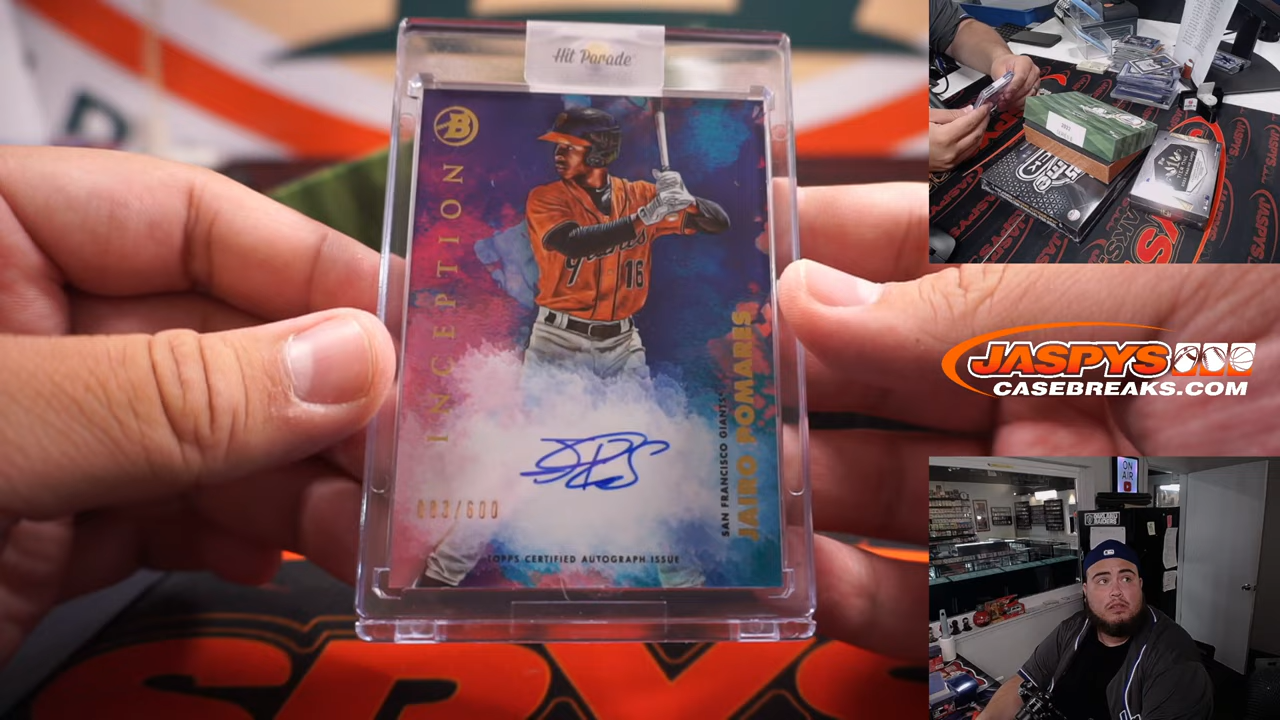 Hit Parade
B
INCEPTION
Giants
16
SAN FRANCISCO GIANTS
JAIRO POMARES
/600
TOPPS CERTIFIED AUTOGRAPH ISSUE
JASPYS
CASEBREAKS.COM
ON
AIR